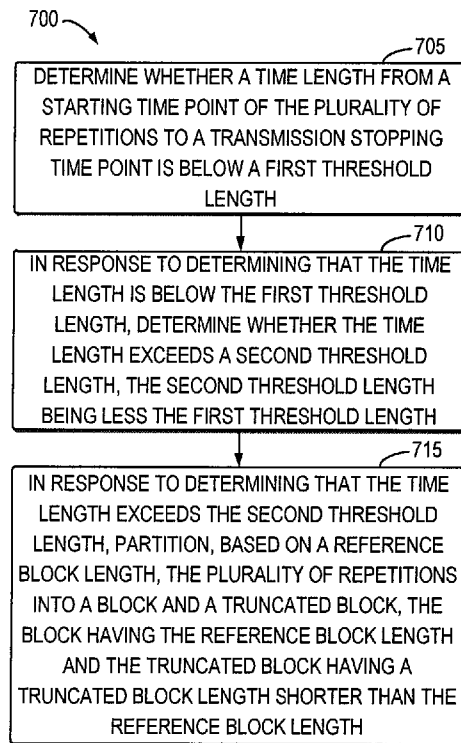 700
705
DETERMINE WHETHER A TIME LENGTH FROM A
STARTING TIME POINT OF THE PLURALITY OF
REPETITIONS TO A TRANSMISSION STOPPING
TIME POINT IS BELOW A FIRST THRESHOLD
LENGTH
710
IN RESPONSE TO DETERMINING THAT THE TIME
LENGTH IS BELOW THE FIRST THRESHOLD
LENGTH, DETERMINE WHETHER THE TIME
LENGTH EXCEEDS A SECOND THRESHOLD
LENGTH, THE SECOND THRESHOLD LENGTH
BEING LESS THE FIRST THRESHOLD LENGTH
715
IN RESPONSE TO DETERMINING THAT THE TIME
LENGTH EXCEEDS THE SECOND THRESHOLD
LENGTH, PARTITION, BASED ON A REFERENCE
BLOCK LENGTH, THE PLURALITY OF REPETITIONS
INTO A BLOCK AND A TRUNCATED BLOCK, THE
BLOCK HAVING THE REFERENCE BLOCK LENGTH
AND THE TRUNCATED BLOCK HAVING A
TRUNCATED BLOCK LENGTH SHORTER THAN THE
REFERENCE BLOCK LENGTH